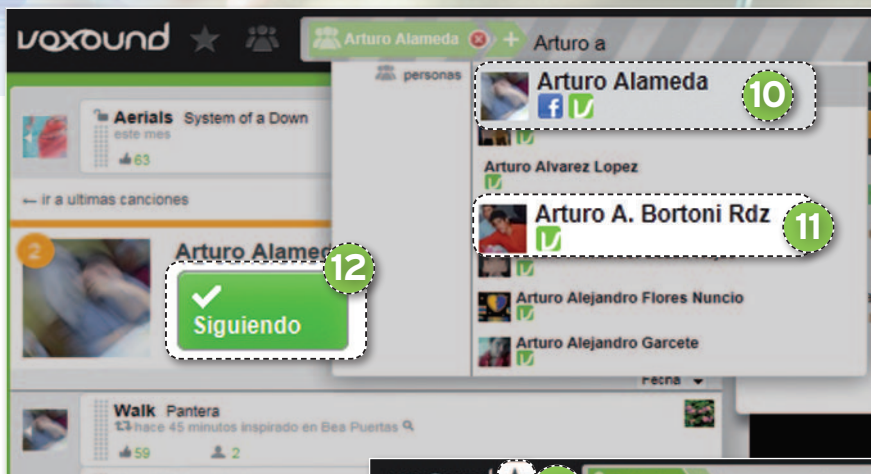 voxound Arturo Alameda + Arturo a
personas
Arturo Alameda
10
Aerials System of a Down
este mes
63
Arturo Alvarez Lopez
← ir a ultimas canciones
Arturo A. Bortoni Rdz
11
2
Arturo Alamed
12
Siguiendo
Arturo Alejandro Flores Nuncio
Arturo Alejandro Garcete
Fecha
Walk Pantera
hace 45 minutos inspirado en Bea Puertas
59 2